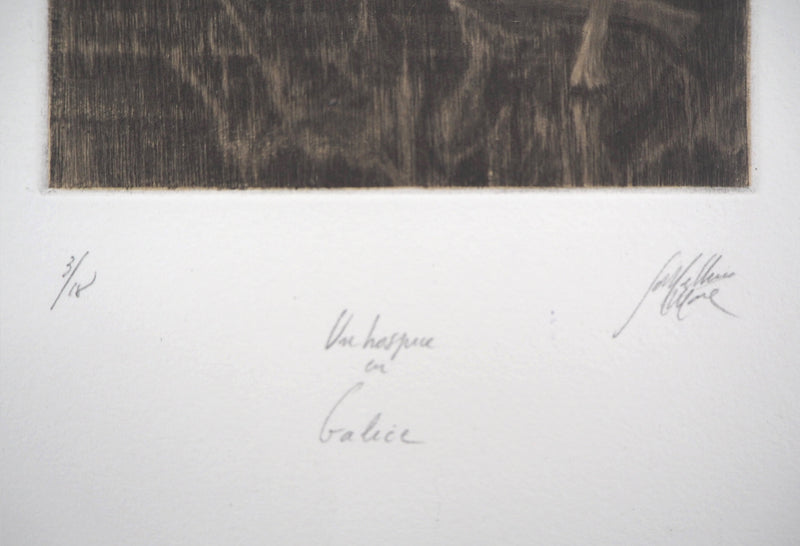 3/18
Un hospice
en
Galice